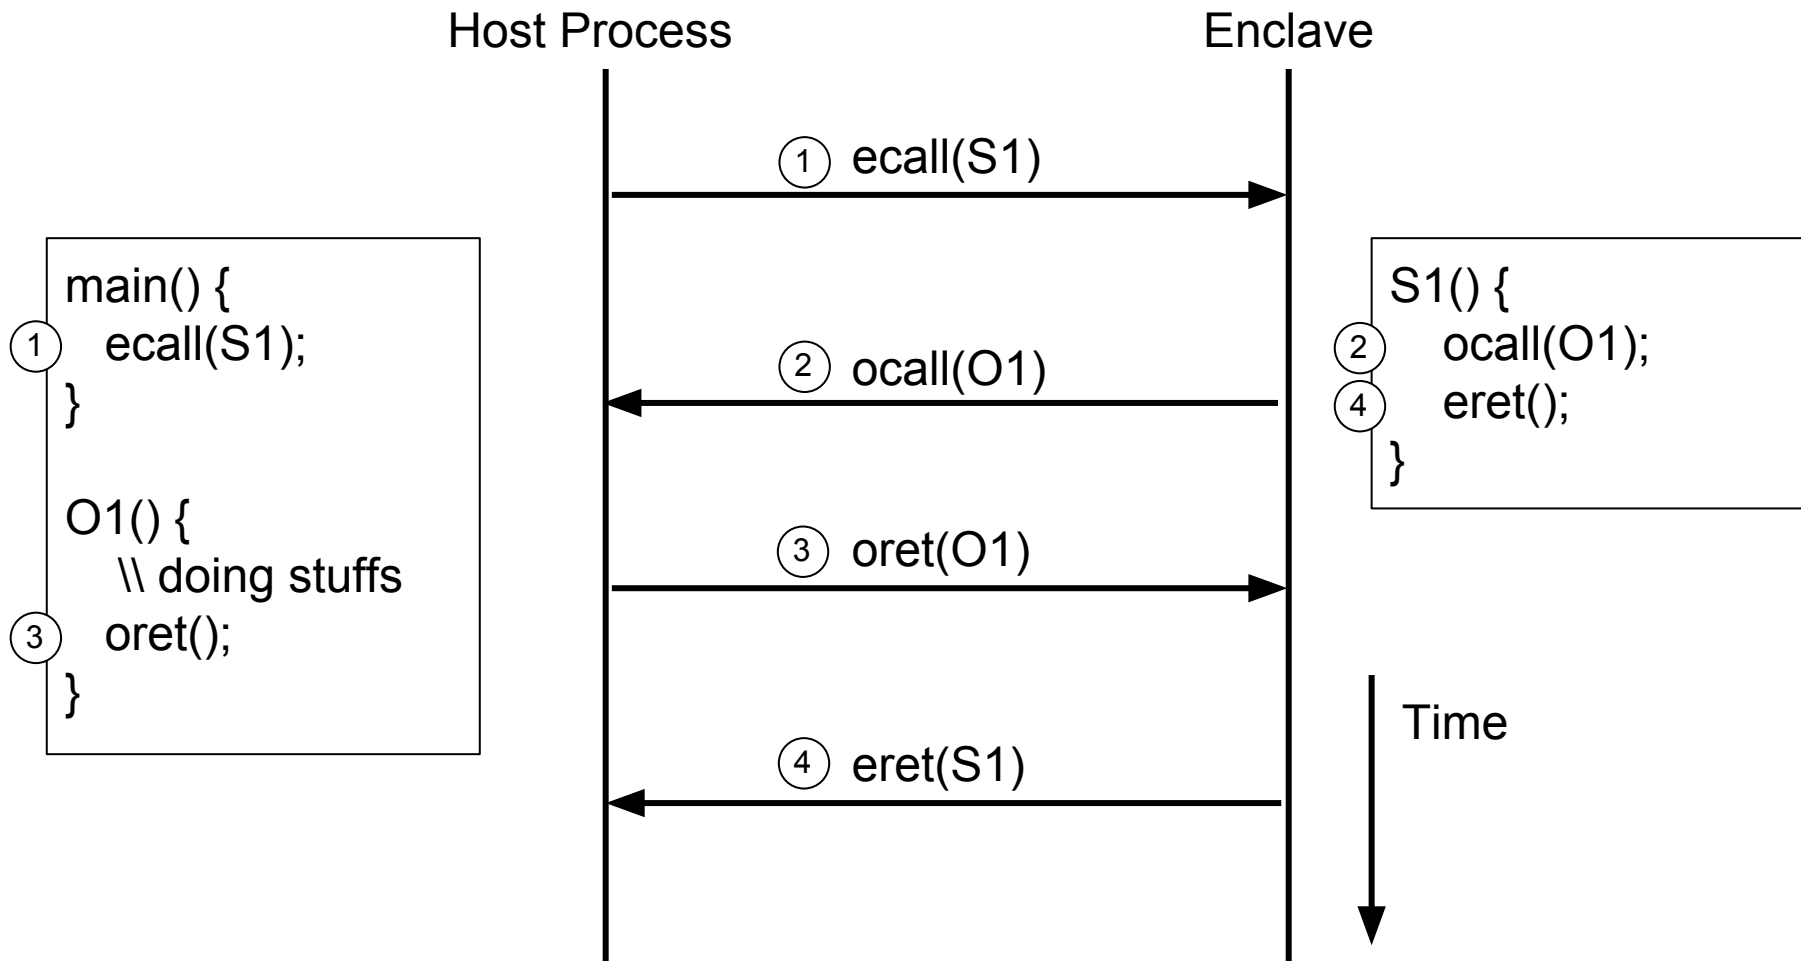 Host Process
Enclave
1 ecall(S1)
main() {
1 ecall(S1);
}
O1() {
\\ doing stuffs
3 oret();
}
2 ocall(O1)
3 oret(O1)
4 eret(S1)
S1() {
2 ocall(O1);
4 eret();
}
Time